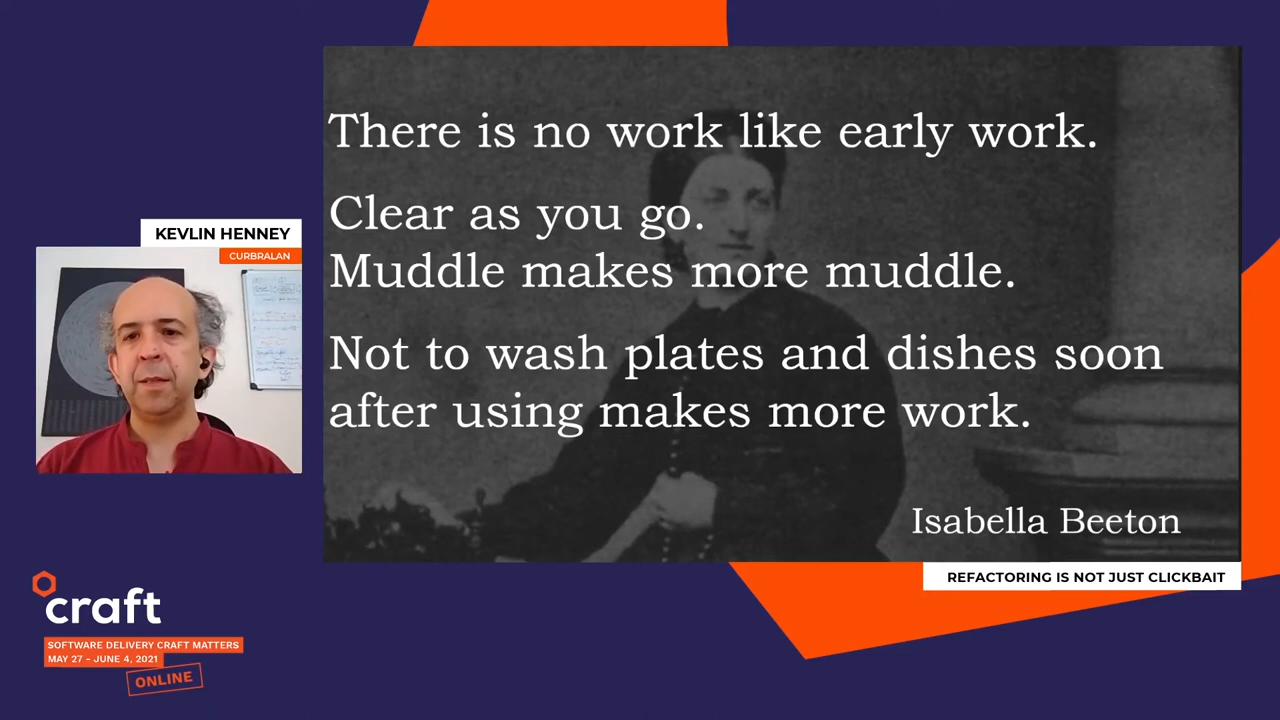 There is no work like early work.
Clear as you go.
Muddle makes more muddle.
Not to wash plates and dishes soon
after using makes more work.
Isabella Beeton
KEVLIN HENNEY
CURBRALAN
REFACTORING IS NOT JUST CLICKBAIT
craft
SOFTWARE DELIVERY CRAFT MATTERS
MAY 27 - JUNE 4, 2021
ONLINE